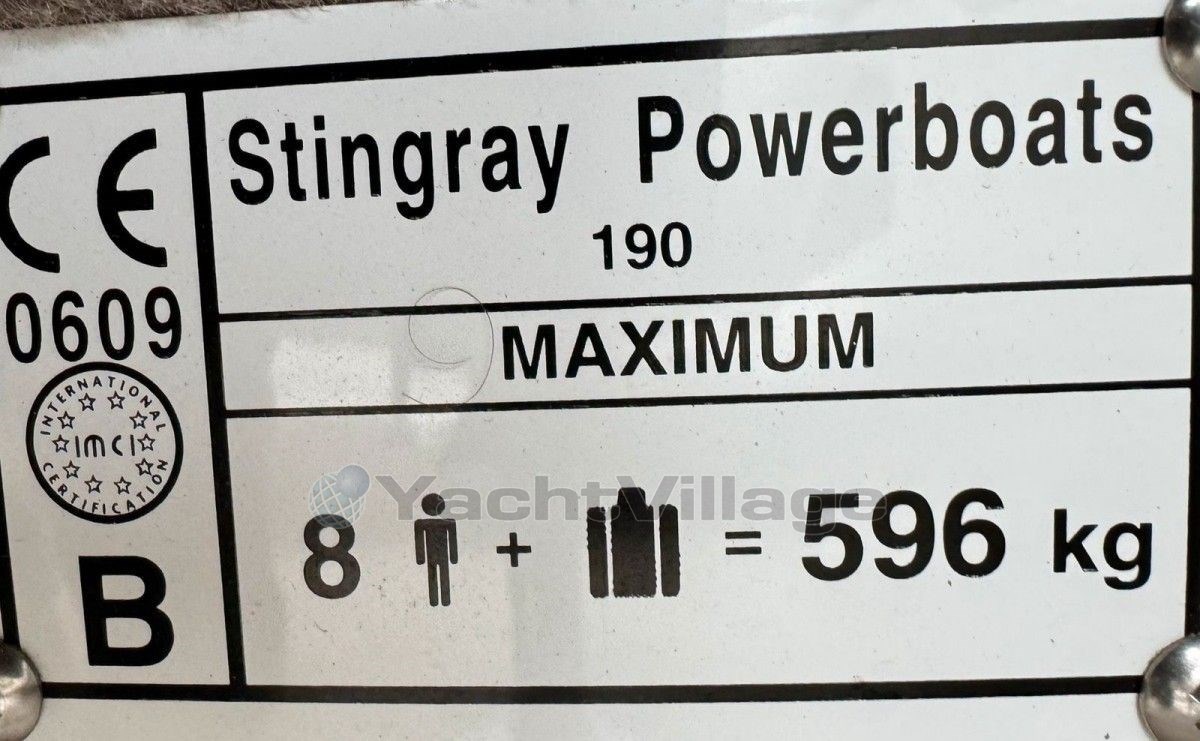 CE
0609
INTERNATIONAL
IMCI
CERTIFICATION
B
Stingray Powerboats
190
MAXIMUM
8 + = 596 kg
YachtVillage